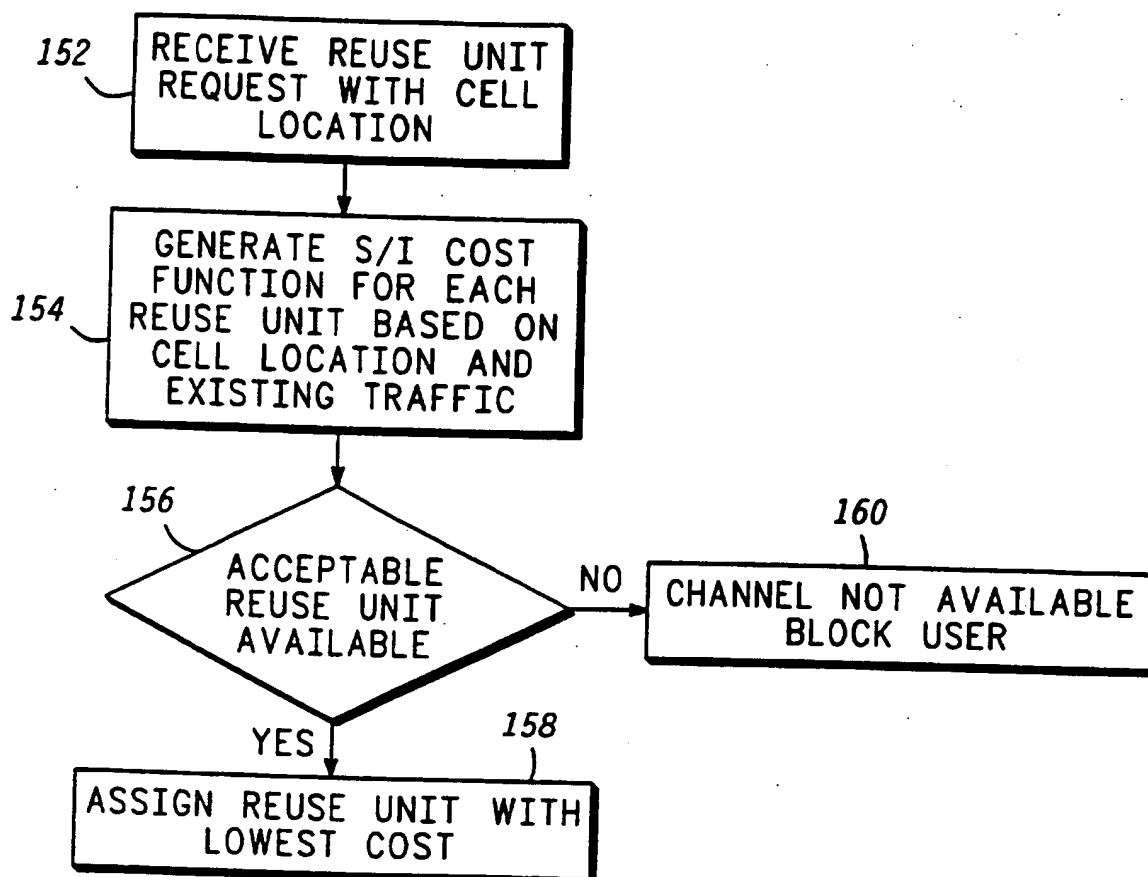 152
RECEIVE REUSE UNIT
REQUEST WITH CELL
LOCATION
154
GENERATE S/I COST
FUNCTION FOR EACH
REUSE UNIT BASED ON
CELL LOCATION AND
EXISTING TRAFFIC
156
ACCEPTABLE
REUSE UNIT
AVAILABLE
NO
160
CHANNEL NOT AVAILABLE
BLOCK USER
YES
158
ASSIGN REUSE UNIT WITH
LOWEST COST